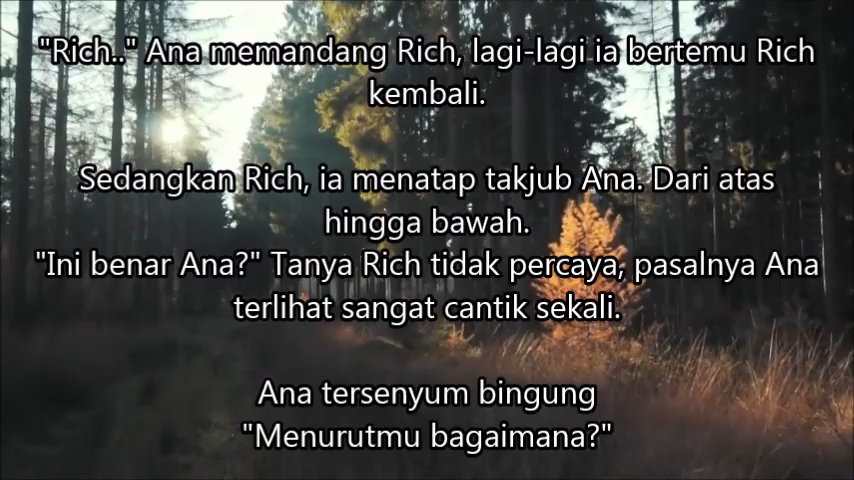 "Rich.." Ana memandang Rich, lagi-lagi ia bertemu Rich
kembali.
Sedangkan Rich, ia menatap takjub Ana. Dari atas
hingga bawah.
"Ini benar Ana?" Tanya Rich tidak percaya, pasalnya Ana
terlihat sangat cantik sekali.
Ana tersenyum bingung
"Menurutmu bagaimana?"